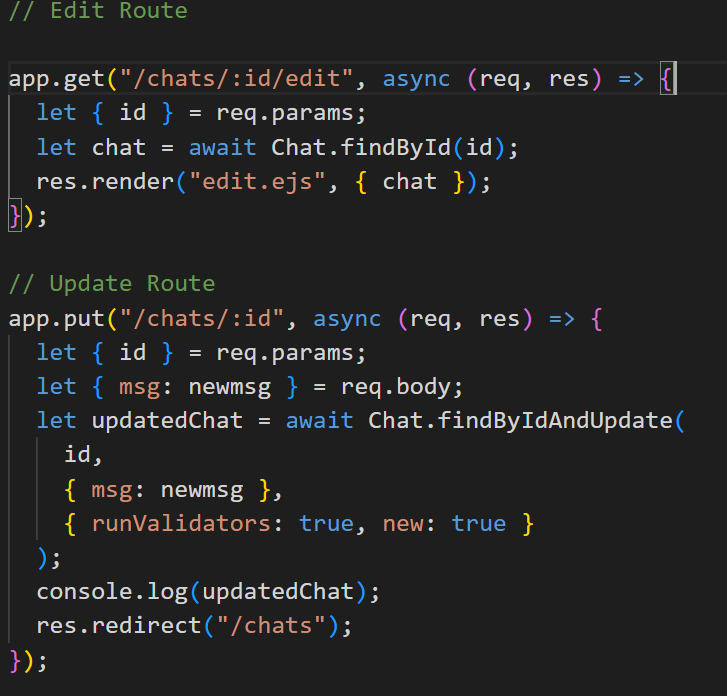 // Edit Route
app.get("/chats/:id/edit", async (req, res) => {
let { id } = req.params;
let chat = await Chat.findById(id);
res.render("edit.ejs", { chat });
});
// Update Route
app.put("/chats/:id", async (req, res) => {
let { id } = req.params;
let { msg: newmsg } = req.body;
let updatedChat = await Chat.findByIdAndUpdate(
id,
{ msg: newmsg },
{ runValidators: true, new: true }
);
console.log(updatedChat);
res.redirect("/chats");
});